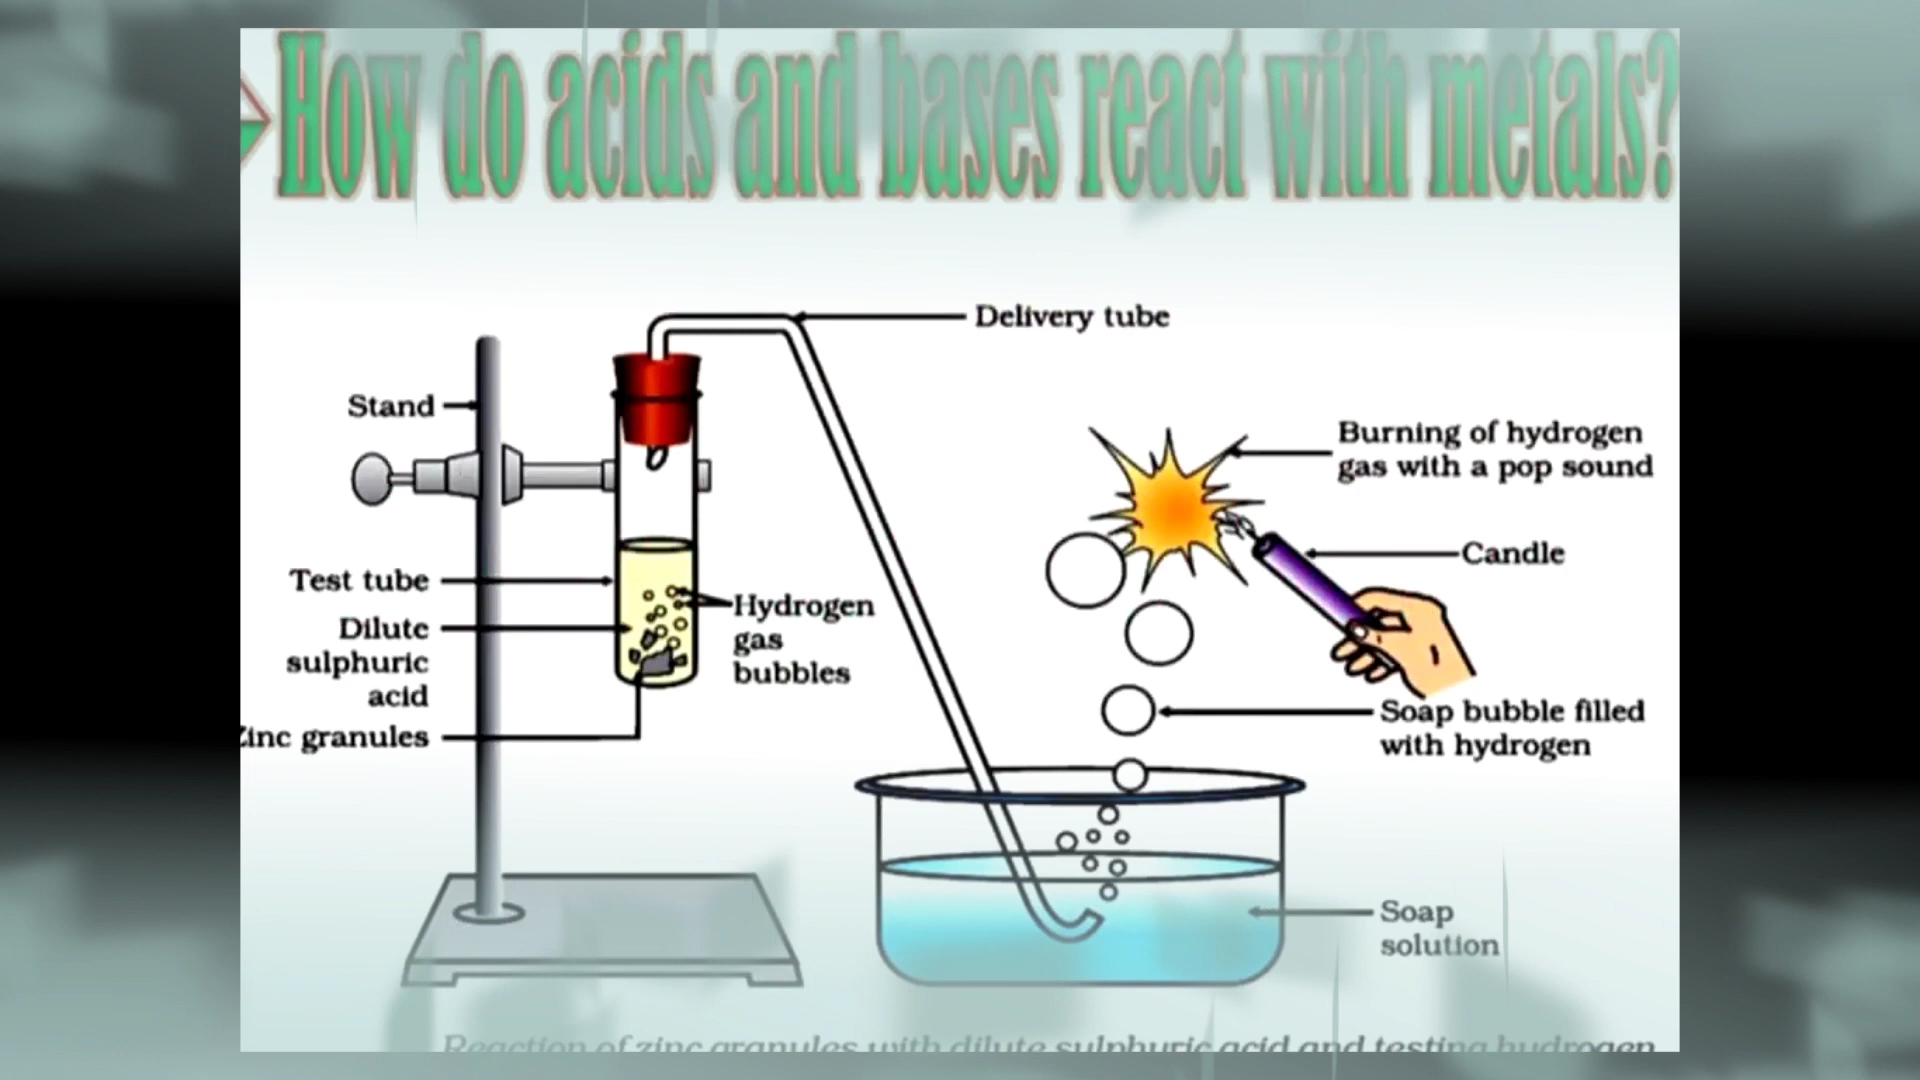 How do acids and bases react with metals?
Delivery tube
Stand
Burning of hydrogen
gas with a pop sound
Candle
Test tube
Hydrogen
gas
bubbles
Dilute
sulphuric
acid
Zinc granules
Soap bubble filled
with hydrogen
Soap
solution
Reaction of zinc granules with dilute sulphuric acid and testing hydrogen